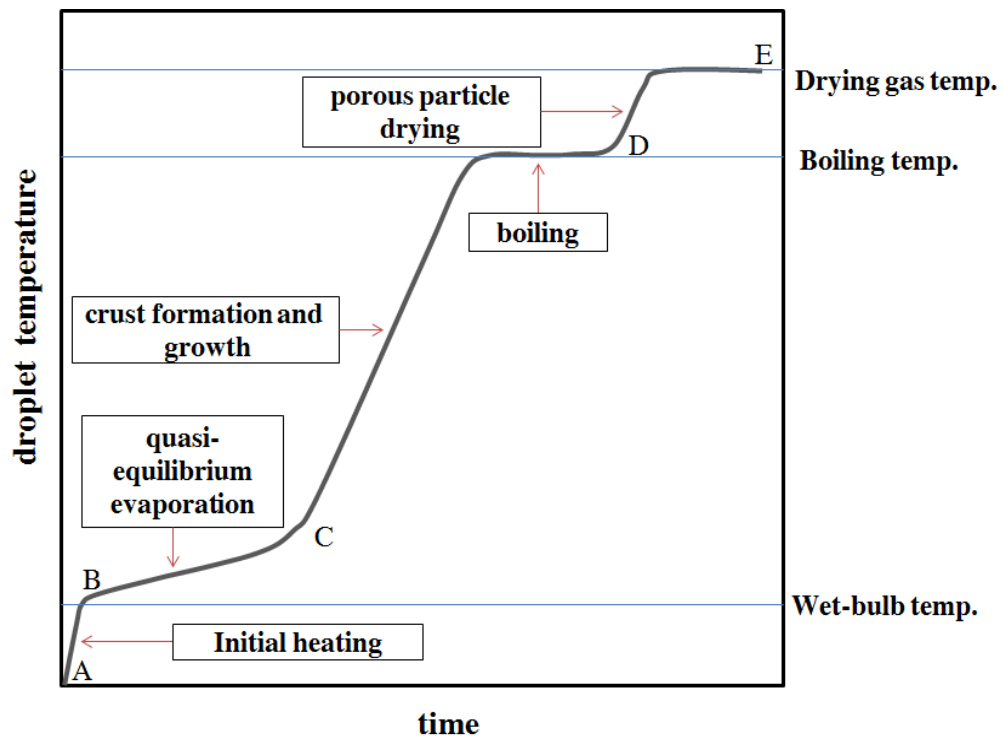 E
Drying gas temp.
porous particle
drying
D
Boiling temp.
boiling
crust formation and
growth
droplet temperature
quasi-
equilibrium
evaporation
C
B
Wet-bulb temp.
Initial heating
A
time